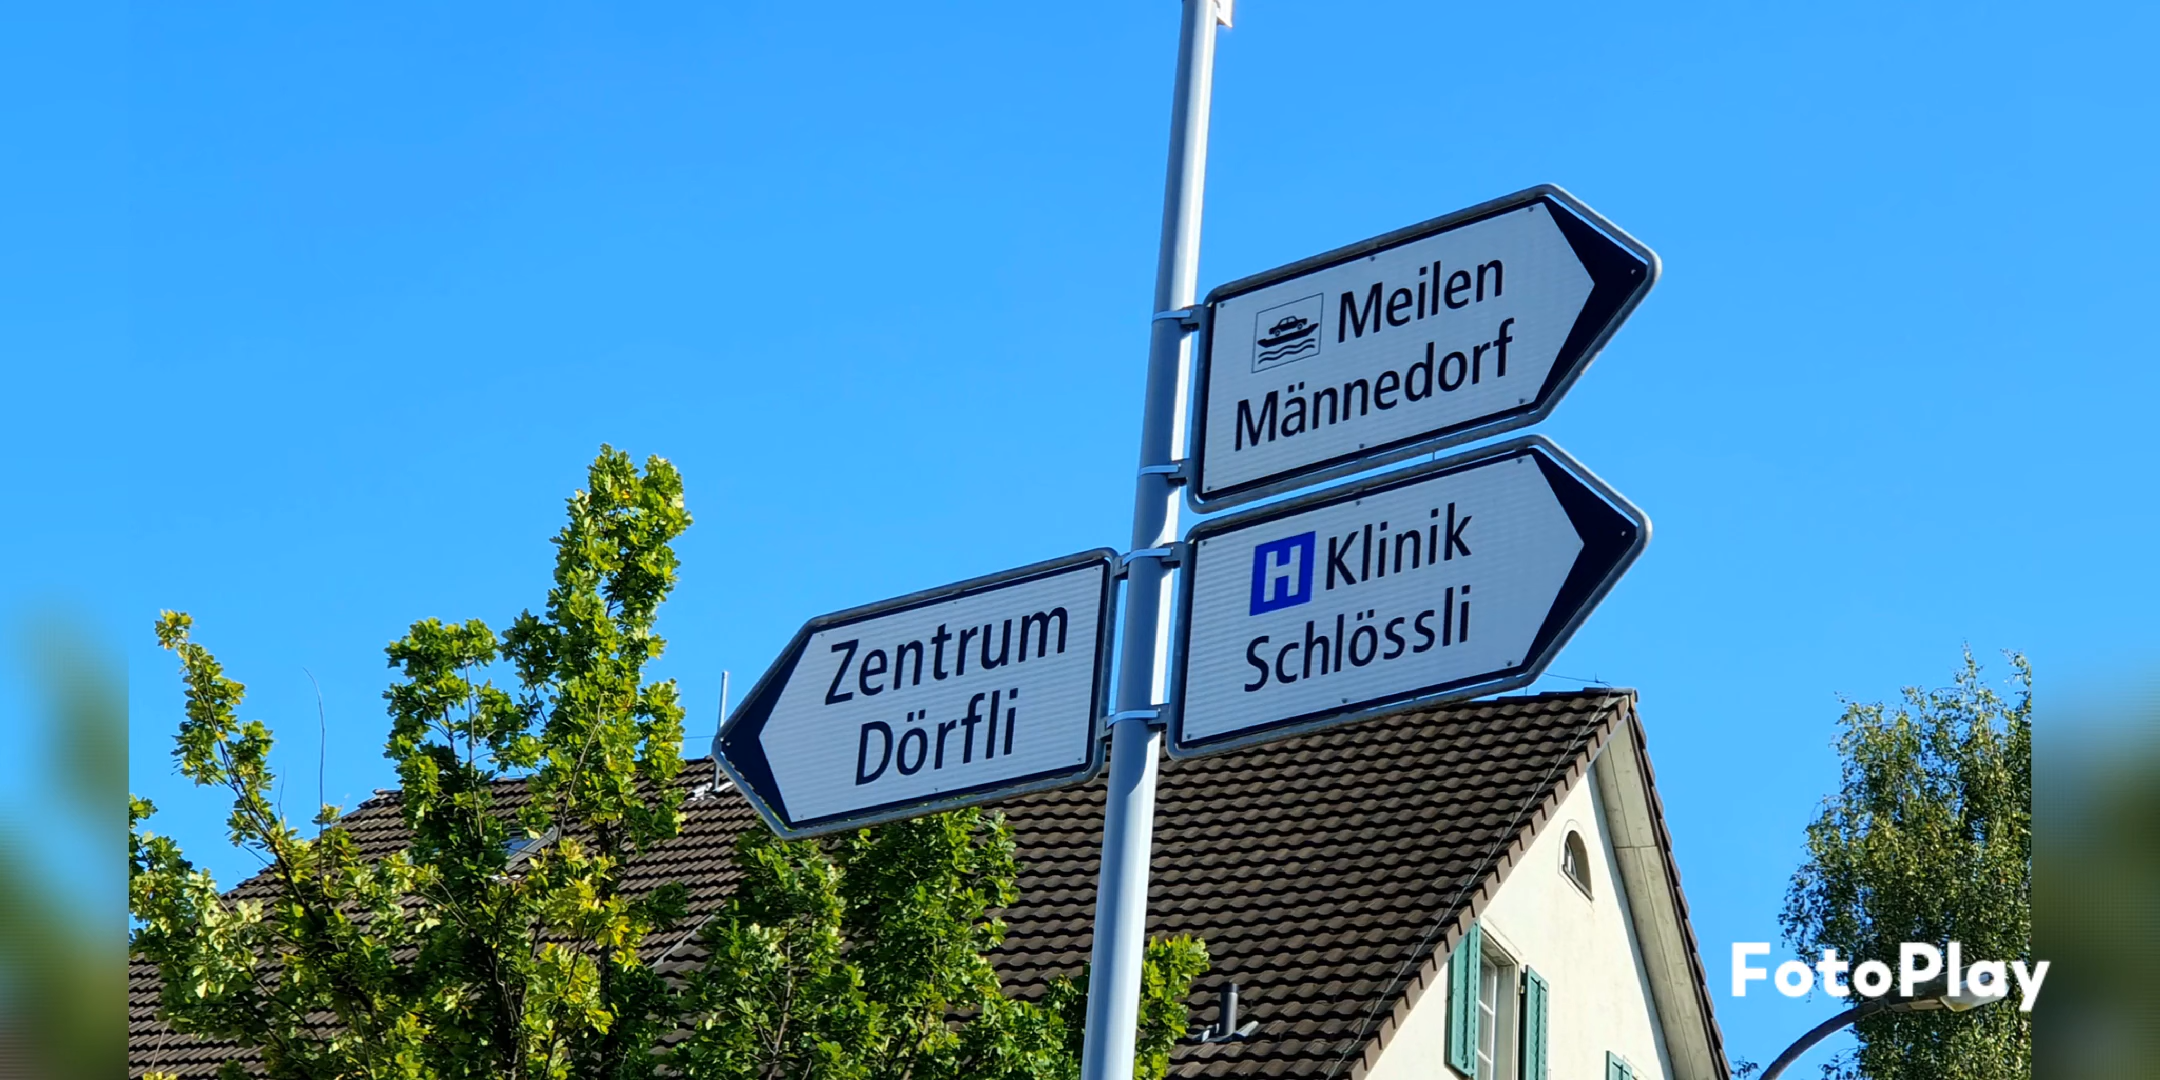 Meilen
Männedorf
H Klinik
Schlössli
Zentrum
Dörfli
FotoPlay